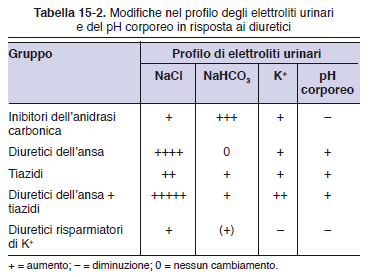 Tabella 15-2. Modifiche nel profilo degli elettroliti urinari
e del pH corporeo in risposta ai diuretici
Gruppo Profilo di elettroliti urinari
NaCl NaHCO₃ K⁺ pH
corporeo
Inibitori dell'anidrasi + +++ + –
carbonica
Diuretici dell'ansa ++++ 0 + +
Tiazidi ++ + + +
Diuretici dell'ansa + +++++ + ++ +
tiazidi
Diuretici risparmiatori + (+) – –
di K⁺
+ = aumento; – = diminuzione; 0 = nessun cambiamento.